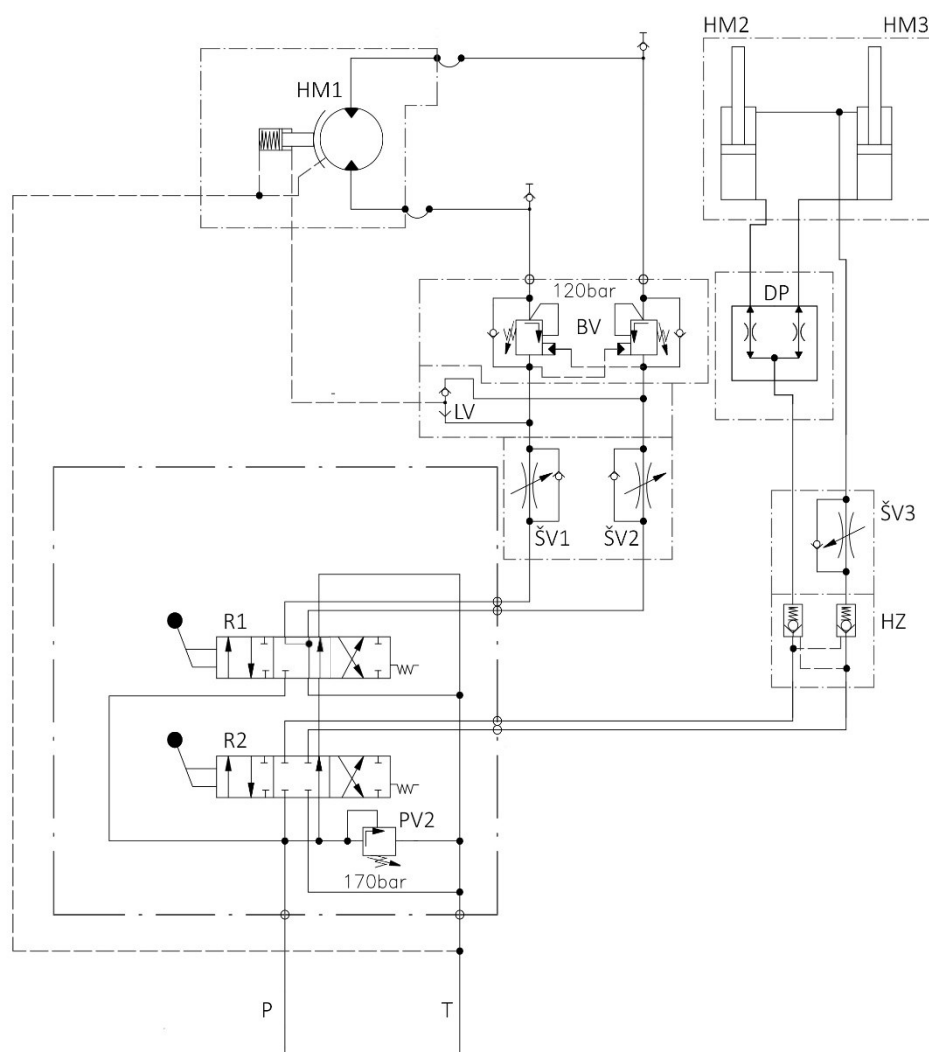 HM2
HM3
HM1
120bar
BV
DP
LV
ŠV1
ŠV2
ŠV3
HZ
R1
R2
PV2
170bar
P
T